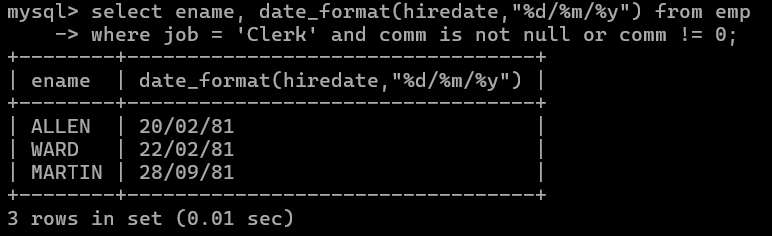 mysql> select ename, date_format(hiredate,"%d/%m/%y") from emp
    -> where job = 'Clerk' and comm is not null or comm != 0;
+--------+----------------------------------+
| ename  | date_format(hiredate,"%d/%m/%y") |
+--------+----------------------------------+
| ALLEN  | 20/02/81                         |
| WARD   | 22/02/81                         |
| MARTIN | 28/09/81                         |
+--------+----------------------------------+
3 rows in set (0.01 sec)